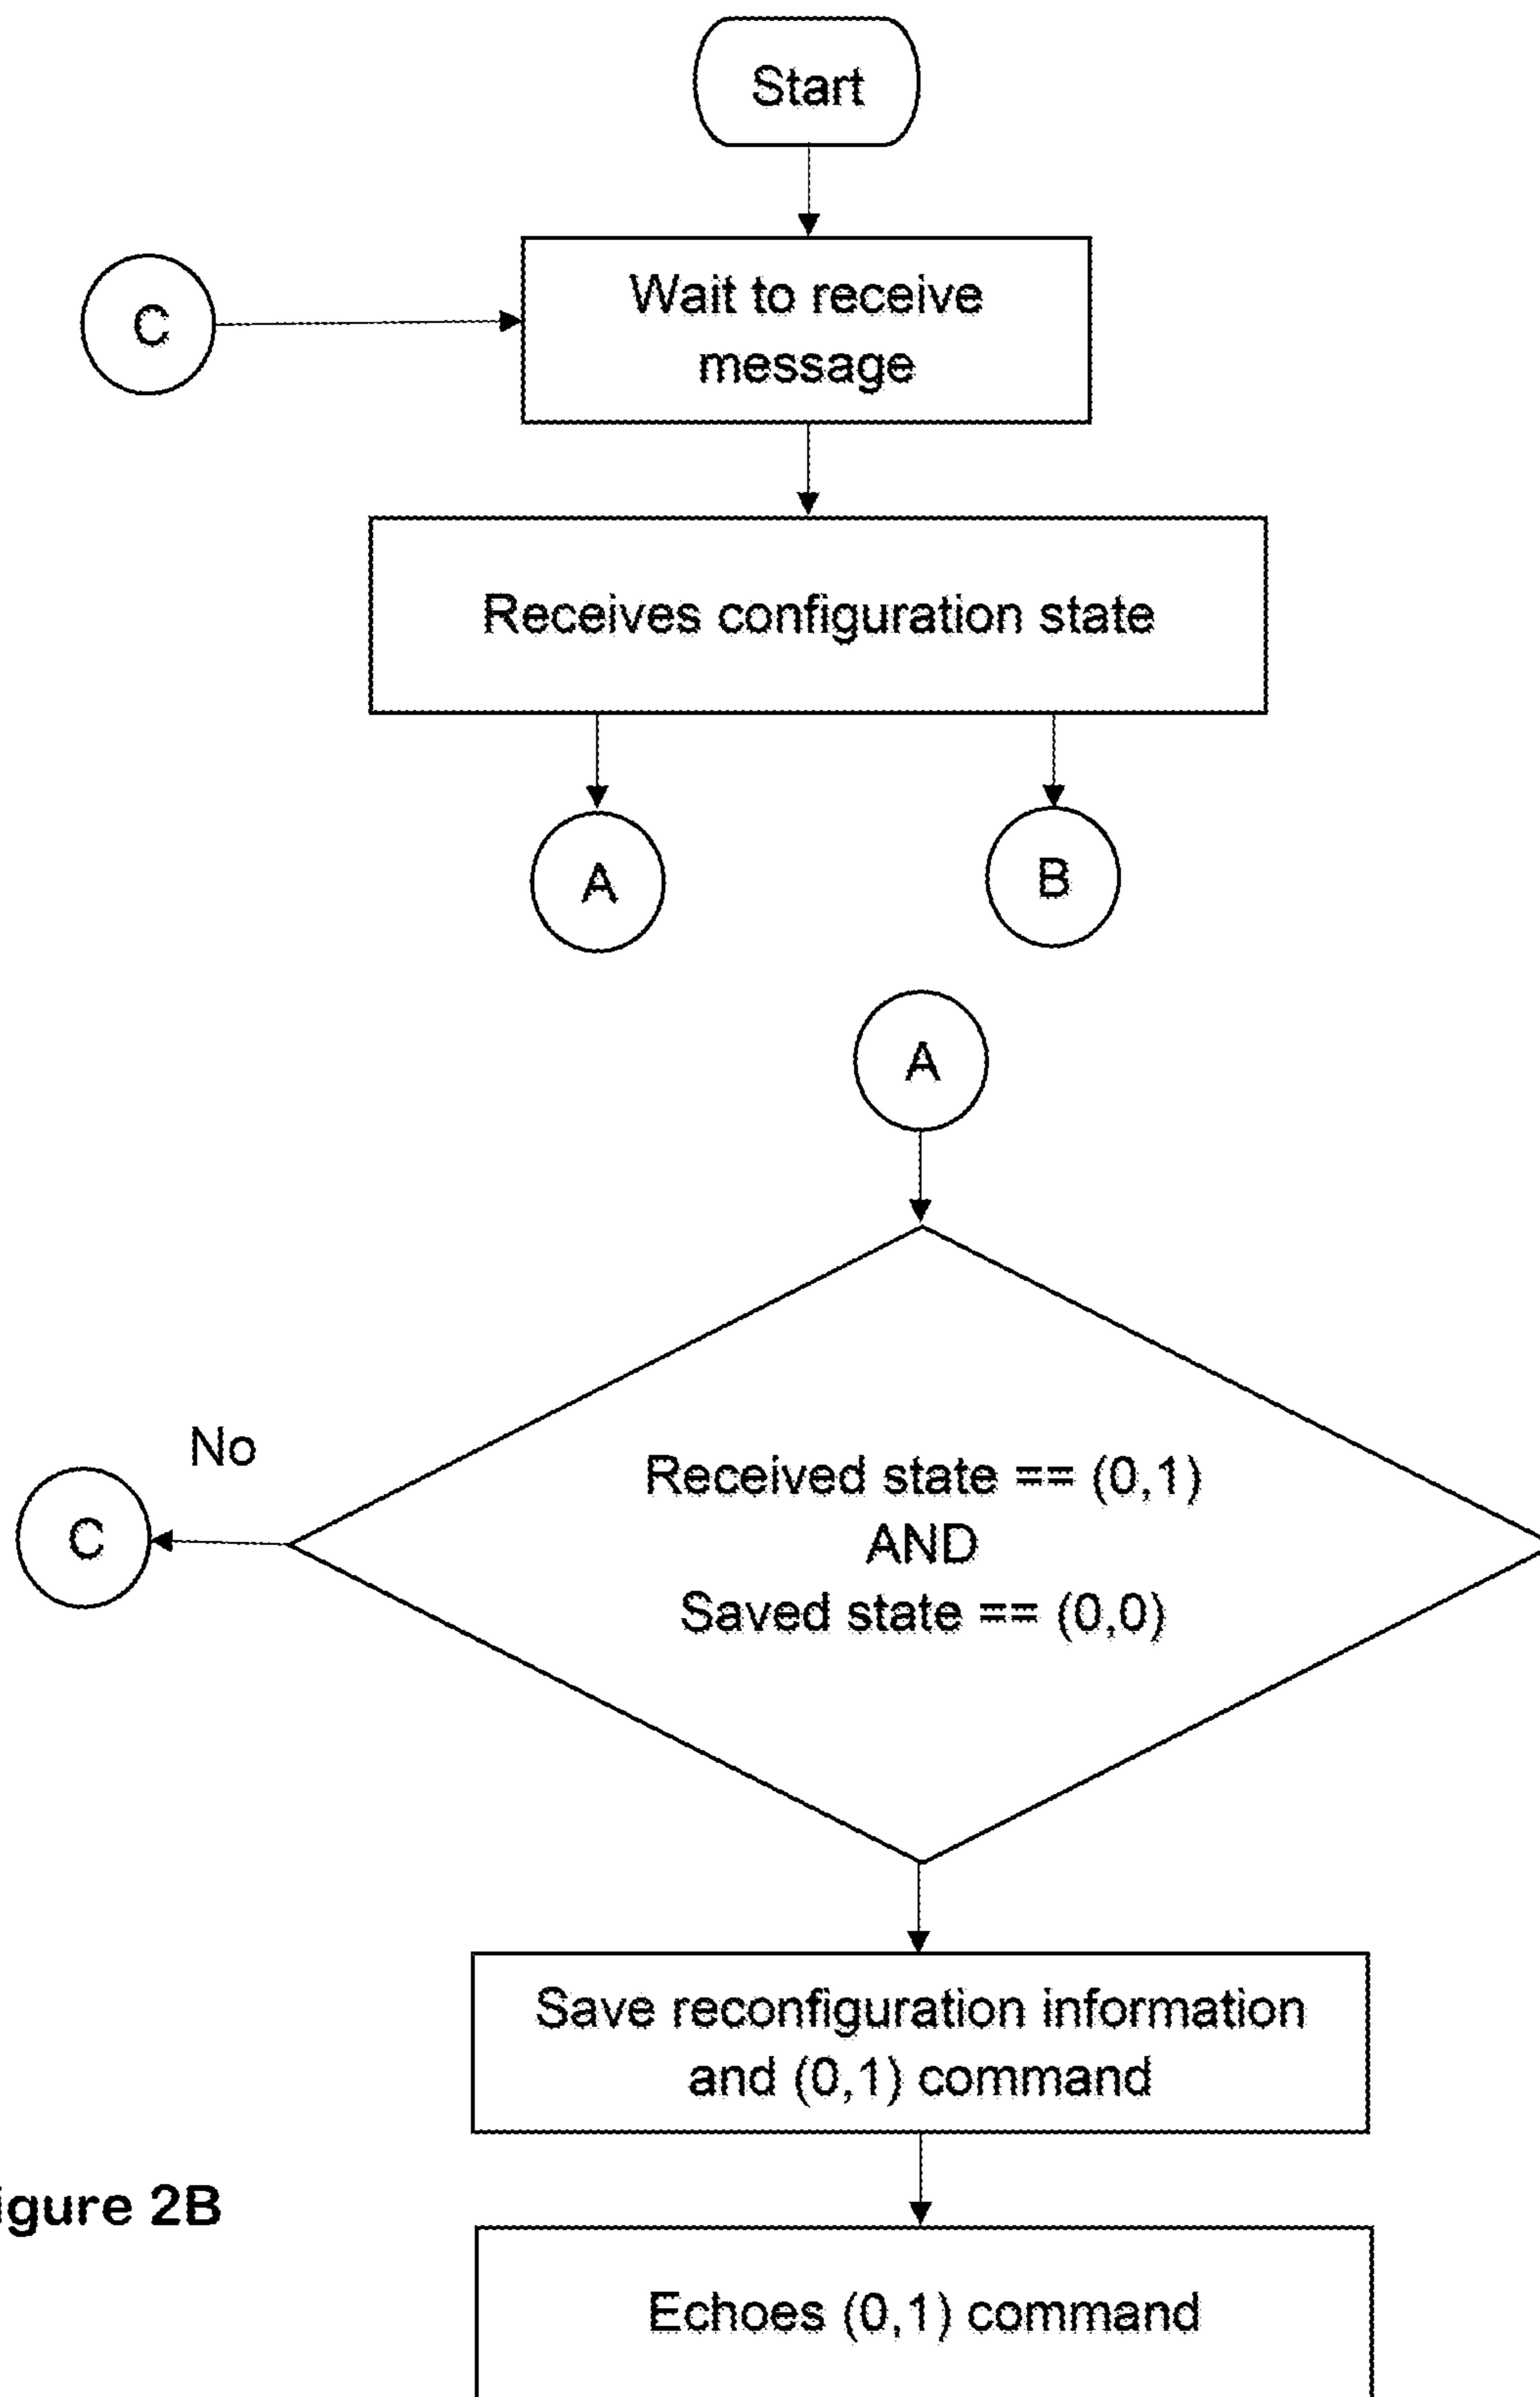 Start
C
Wait to receive
message
Receives configuration state
A
B
A
No
C
Received state == (0,1)
AND
Saved state == (0,0)
Save reconfiguration information
and (0,1) command
igure 2B
Echoes (0,1) command